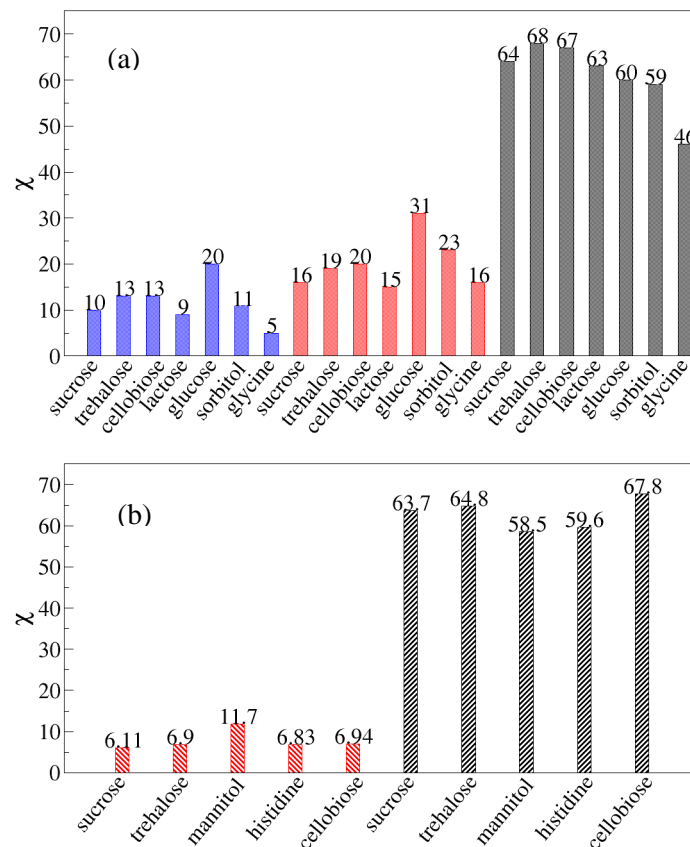 (a)
χ
70
60
50
40
30
20
10
0
10 13 13 9 20 11 5 16 19 20 15 31 23 16 64 68 67 63 60 59 46
sucrose trehalose cellobiose lactose glucose sorbitol glycine sucrose trehalose cellobiose lactose glucose sorbitol glycine sucrose trehalose cellobiose lactose glucose sorbitol glycine
(b)
χ
70
60
50
40
30
20
10
0
6.11 6.9 11.7 6.83 6.94 63.7 64.8 58.5 59.6 67.8
sucrose trehalose mannitol histidine cellobiose sucrose trehalose mannitol histidine cellobiose